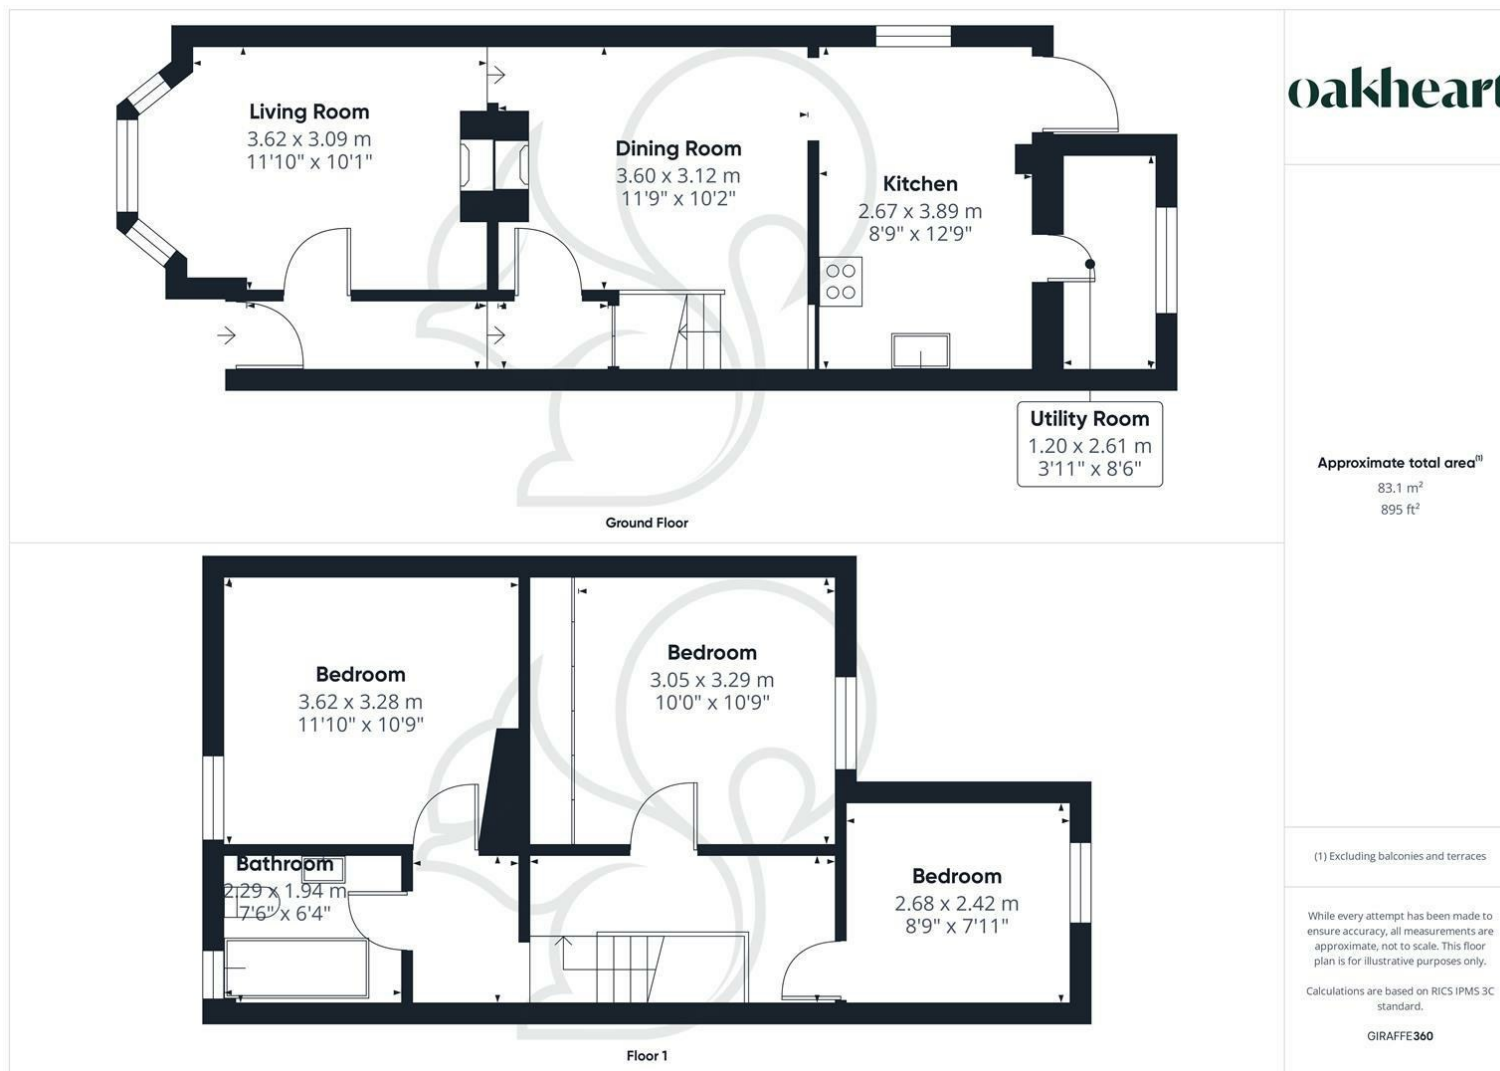 Living Room
3.62 x 3.09 m
11'10" x 10'1"
Dining Room
3.60 x 3.12 m
11'9" x 10'2"
Kitchen
2.67 x 3.89 m
8'9" x 12'9"
Utility Room
1.20 x 2.61 m
3'11" x 8'6"
Ground Floor
Bedroom
3.62 x 3.28 m
11'10" x 10'9"
Bedroom
3.05 x 3.29 m
10'0" x 10'9"
Bathroom
2.29 x 1.94 m
7'6" x 6'4"
Bedroom
2.68 x 2.42 m
8'9" x 7'11"
Floor 1
oakheart
Approximate total area(1)
83.1 m²
895 ft²
(1) Excluding balconies and terraces
While every attempt has been made to
ensure accuracy, all measurements are
approximate, not to scale. This floor
plan is for illustrative purposes only.
Calculations are based on RICS IPMS 3C
standard.
GIRAFFE360